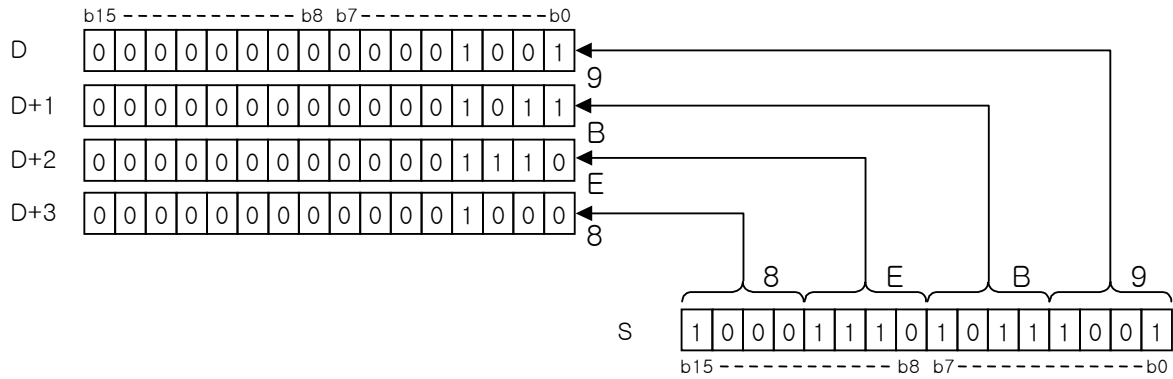 b15 ---------------- b8 b7------------------- b0
D 0 0 0 0 0 0 0 0 0 0 0 0 1 0 0 1
9
D+1 0 0 0 0 0 0 0 0 0 0 0 0 1 0 1 1
B
D+2 0 0 0 0 0 0 0 0 0 0 0 0 1 1 1 0
E
D+3 0 0 0 0 0 0 0 0 0 0 0 0 1 0 0 0
8
8 E B 9
S 1 0 0 0 1 1 1 0 1 0 1 1 1 0 0 1
b15 ---------------- b8 b7------------------- b0